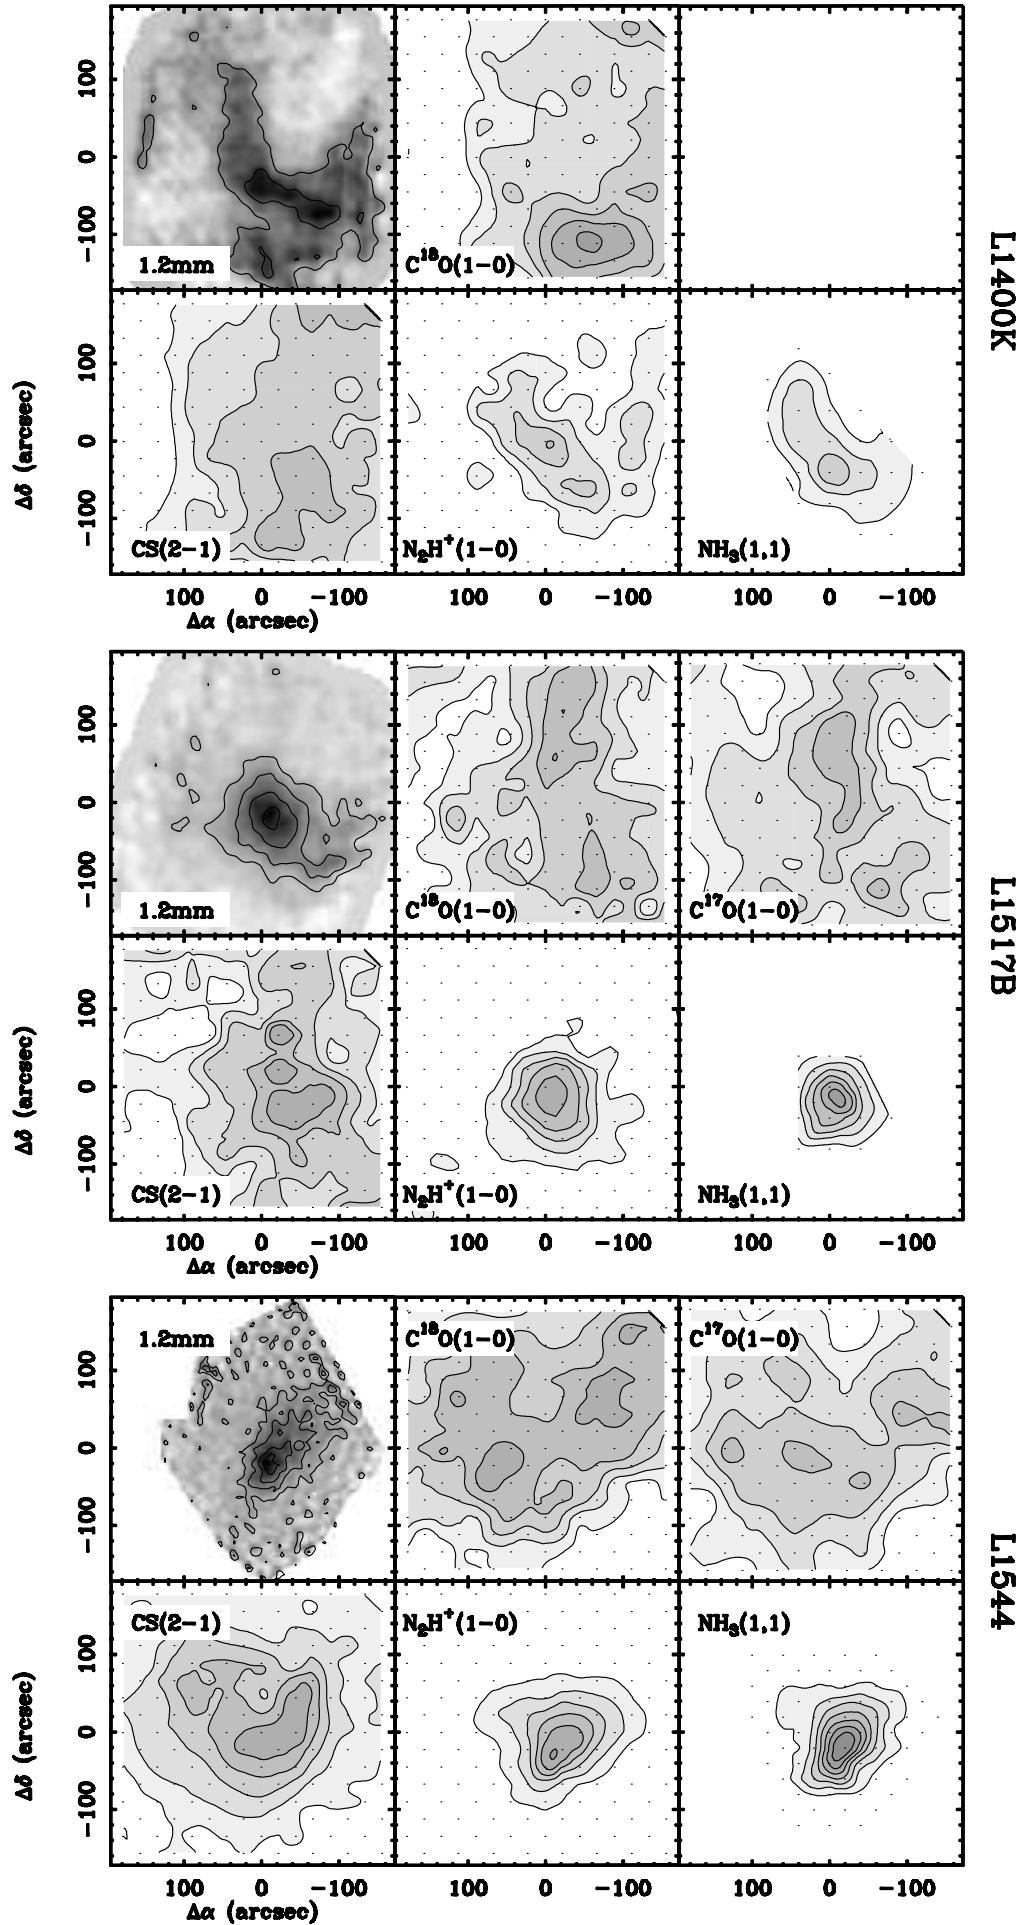 100
0
−100
1.2mm
C¹⁸O(1−0)
L1400K
100
0
−100
Δδ (arcsec)
CS(2−1)
N₂H⁺(1−0)
NH₃(1,1)
100 0 −100 100 0 −100 100 0 −100
Δα (arcsec)
100
0
−100
1.2mm
C¹⁸O(1−0)
C¹⁷O(1−0)
L1517B
100
0
−100
Δδ (arcsec)
CS(2−1)
N₂H⁺(1−0)
NH₃(1,1)
100 0 −100 100 0 −100 100 0 −100
Δα (arcsec)
1.2mm
C¹⁸O(1−0)
C¹⁷O(1−0)
100
0
−100
L1544
CS(2−1)
N₂H⁺(1−0)
NH₃(1,1)
100
0
−100
Δδ (arcsec)
100 0 −100 100 0 −100 100 0 −100
Δα (arcsec)